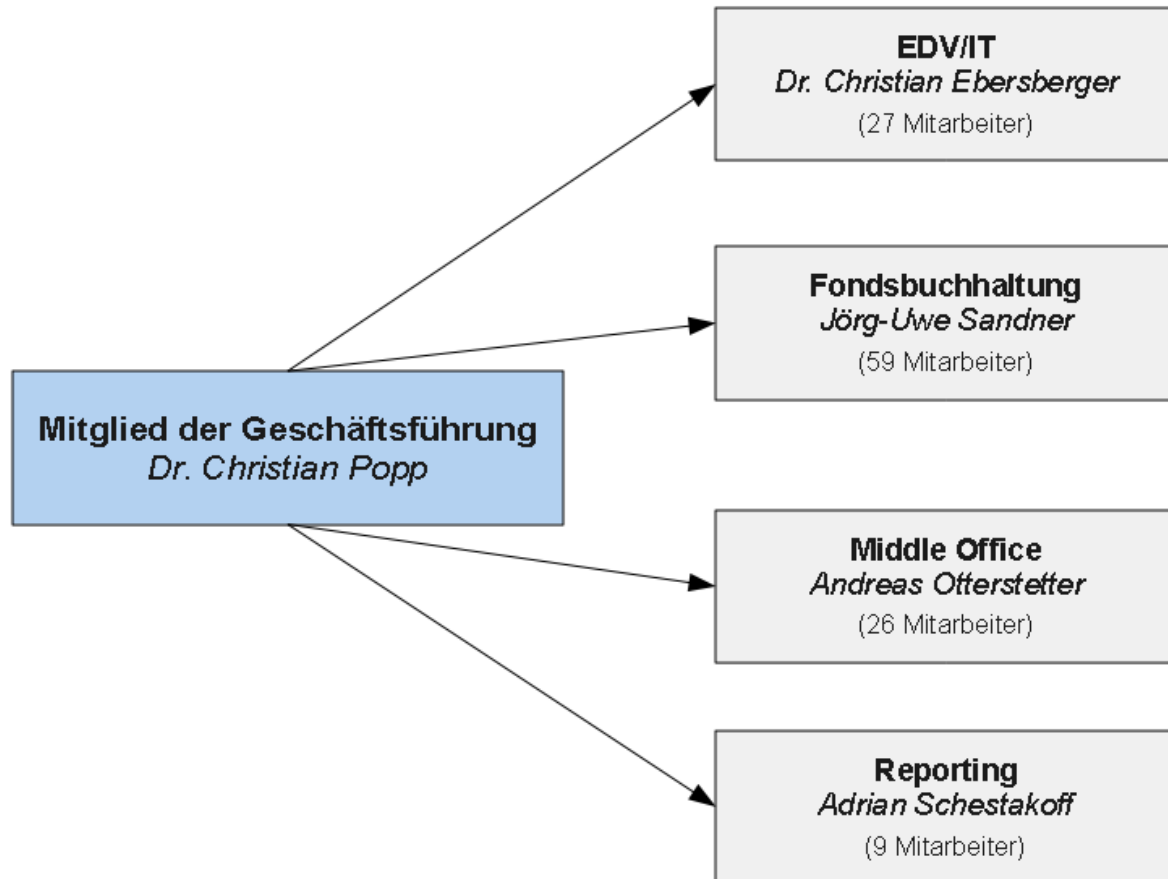 EDV/IT
Dr. Christian Ebersberger
(27 Mitarbeiter)
Fondsbuchhaltung
Jörg-Uwe Sandner
(59 Mitarbeiter)
Mitglied der Geschäftsführung
Dr. Christian Popp
Middle Office
Andreas Otterstetter
(26 Mitarbeiter)
Reporting
Adrian Schestakoff
(9 Mitarbeiter)